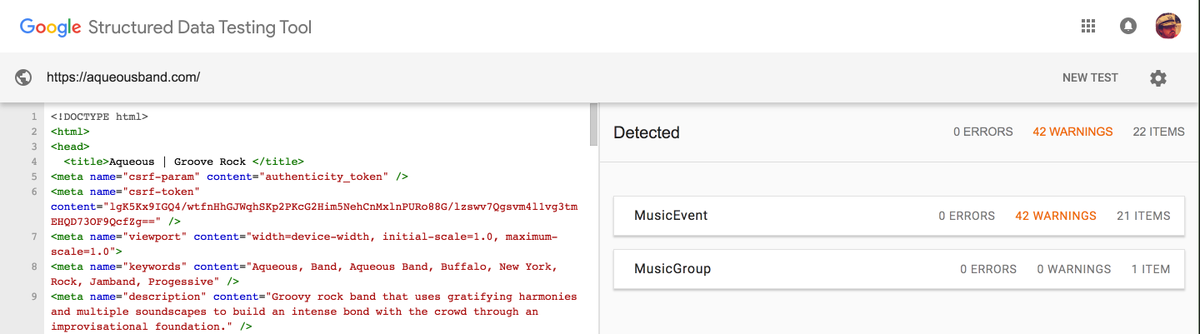 Google Structured Data Testing Tool
https://aqueousband.com/
NEW TEST
1 <!DOCTYPE html>
2 <html>
3 <head>
4 <title>Aqueous | Groove Rock </title>
5 <meta name="csrf-param" content="authenticity_token" />
6 <meta name="csrf-token"
7 <meta name="viewport" content="width=device-width, initial-scale=1.0, maximum-
scale=1.0">
8 <meta name="keywords" content="Aqueous, Band, Aqueous Band, Buffalo, New York,
Rock, Jamband, Progessive" />
9 <meta name="description" content="Groovy rock band that uses gratifying harmonies
and multiple soundscapes to build an intense bond with the crowd through an
improvisational foundation." />
Detected
0 ERRORS 42 WARNINGS 22 ITEMS
MusicEvent 0 ERRORS 42 WARNINGS 21 ITEMS
MusicGroup 0 ERRORS 0 WARNINGS 1 ITEM